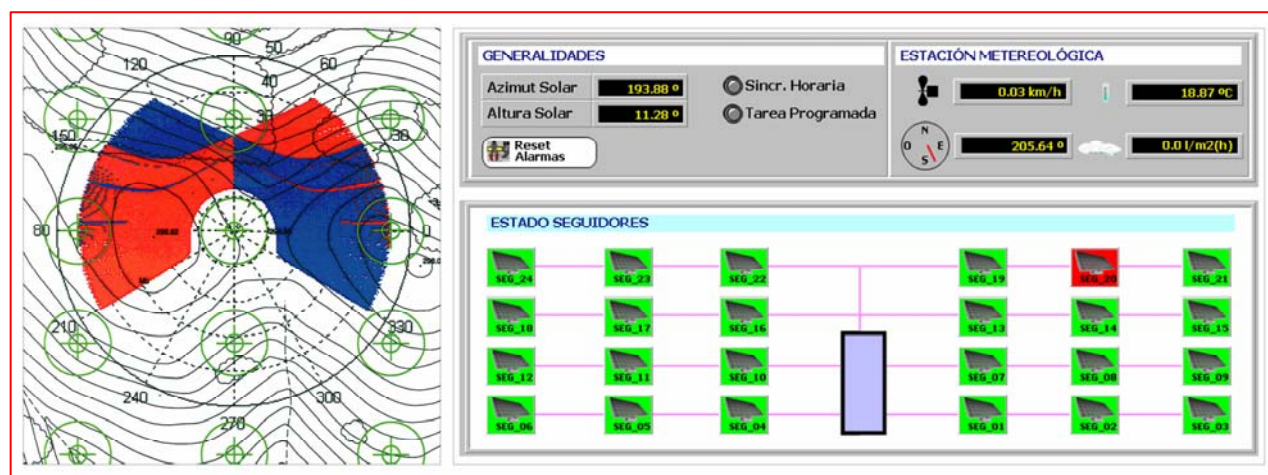 90
50
120
60
40
150
30
30
80
0
210
330
240
300
270
GENERALIDADES
Azimut Solar 193.88 º
Altura Solar 11.28 º
Sincr. Horaria
Tarea Programada
Reset
Alarmas
ESTACIÓN METEREOLÓGICA
0.03 km/h
18.87 ºC
N
O E
S
205.64 º
0.0 l/m2(h)
ESTADO SEGUIDORES
SEG_24 SEG_23 SEG_22 SEG_19 SEG_20 SEG_21
SEG_18 SEG_17 SEG_16 SEG_13 SEG_14 SEG_15
SEG_12 SEG_11 SEG_10 SEG_07 SEG_08 SEG_09
SEG_06 SEG_05 SEG_04 SEG_01 SEG_02 SEG_03